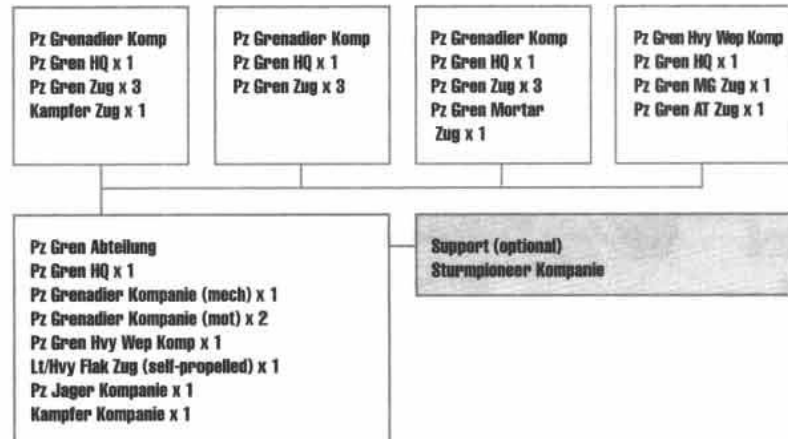 Pz Grenadier Komp
Pz Gren HQ x 1
Pz Gren Zug x 3
Kampfer Zug x 1
Pz Grenadier Komp
Pz Gren HQ x 1
Pz Gren Zug x 3
Pz Grenadier Komp
Pz Gren HQ x 1
Pz Gren Zug x 3
Pz Gren Mortar
Zug x 1
Pz Gren Hvy Wep Komp
Pz Gren HQ x 1
Pz Gren MG Zug x 1
Pz Gren AT Zug x 1
Pz Gren Abteilung
Pz Gren HQ x 1
Pz Grenadier Kompanie (mech) x 1
Pz Grenadier Kompanie (mot) x 2
Pz Gren Hvy Wep Komp x 1
Lt/Hvy Flak Zug (self-propelled) x 1
Pz Jager Kompanie x 1
Kampfer Kompanie x 1
Support (optional)
Sturmpioneer Kompanie